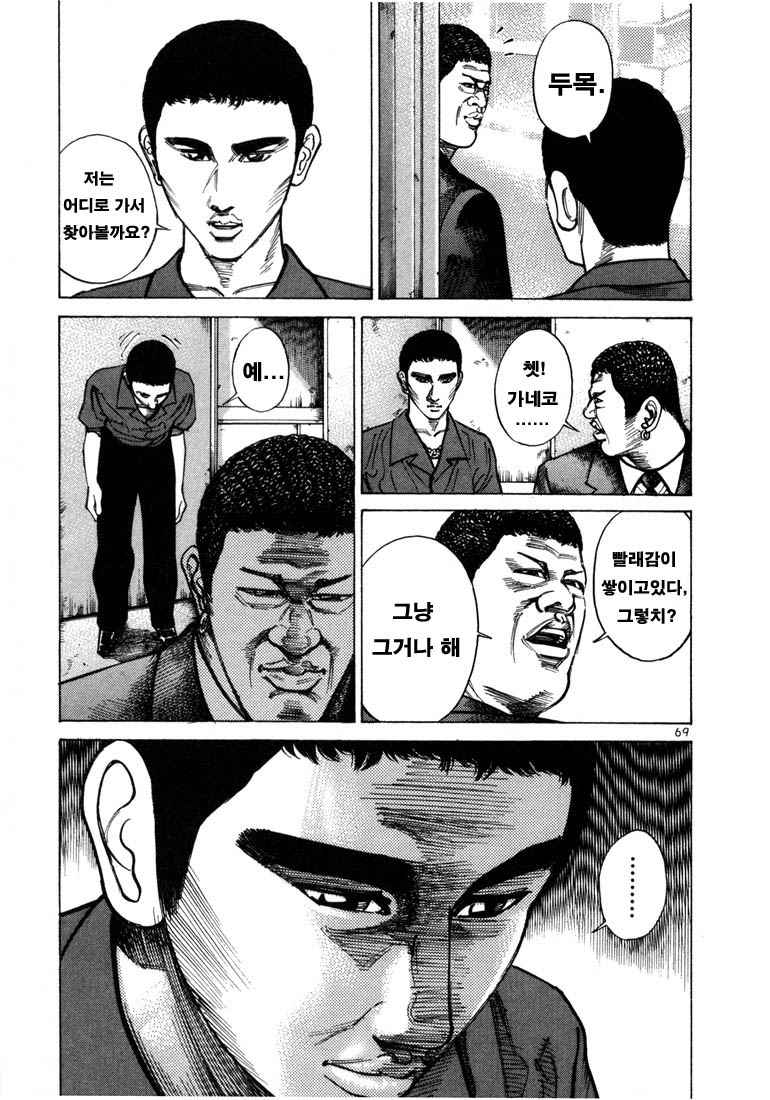 두목.
저는
어디로 가서
찾아볼까요?
쳇!
가네코
……
빨래감이
쌓이고있다,
그렇치?
그냥
그거나 해
예…
69
………